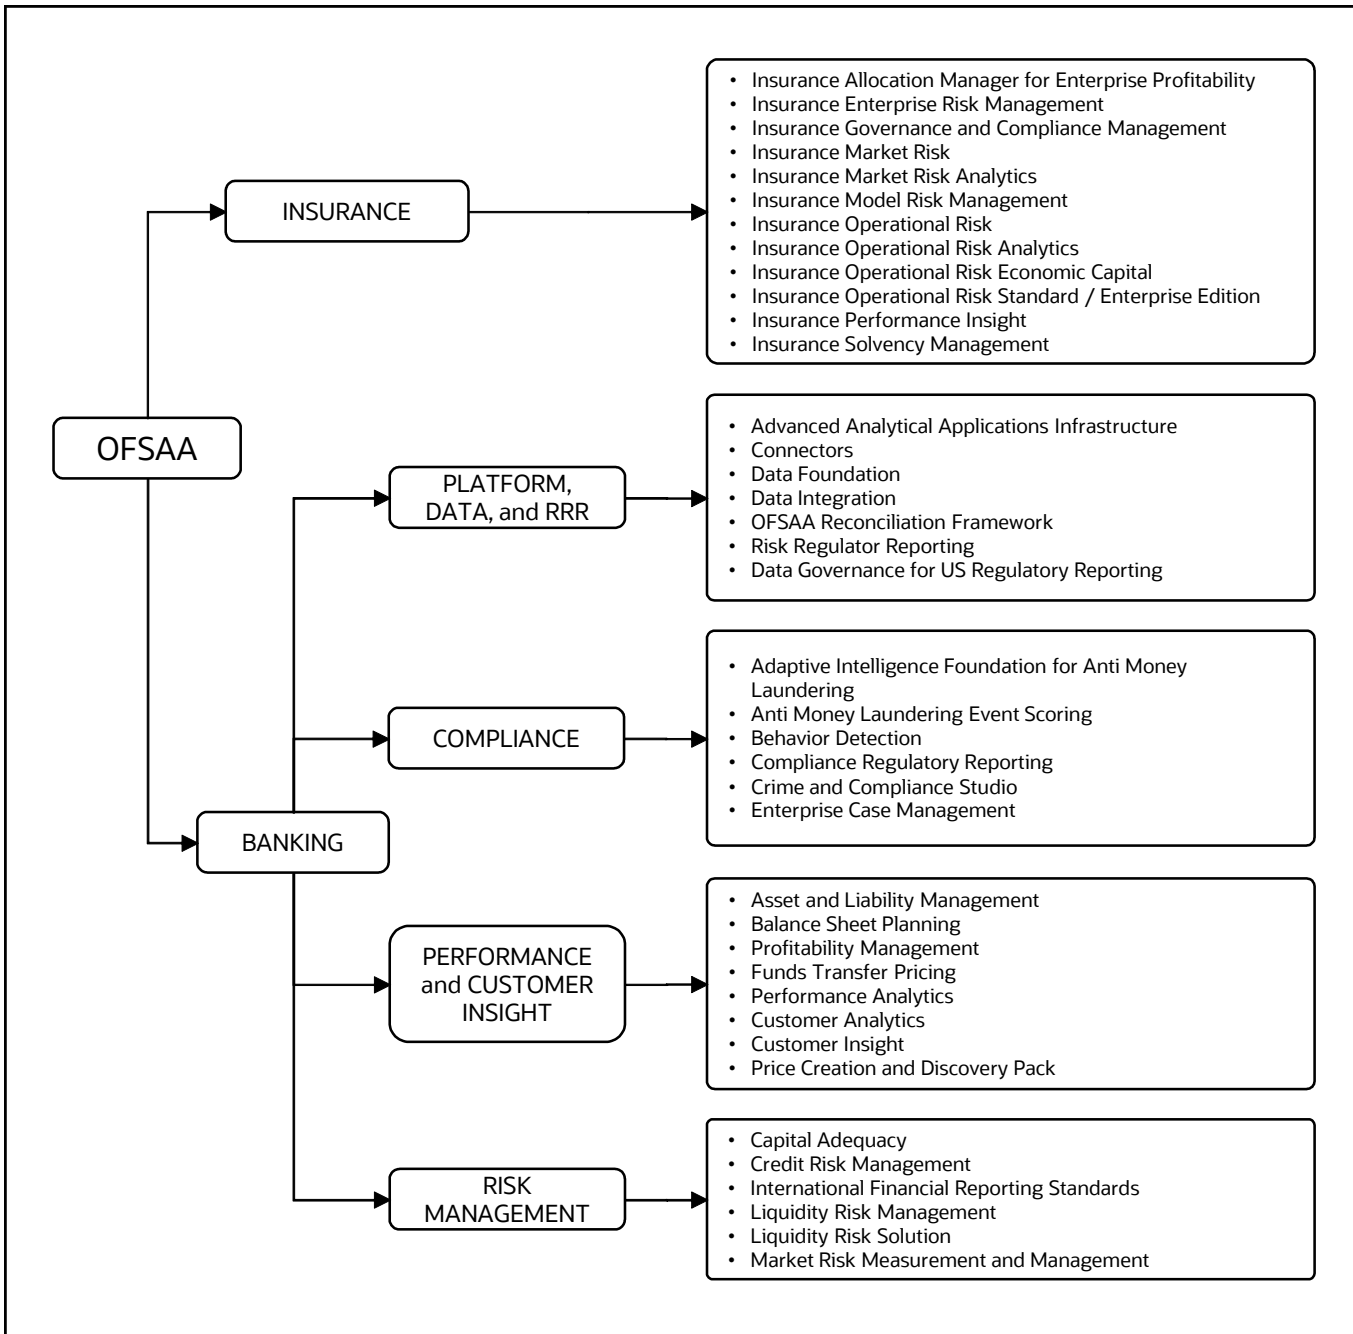 OFSAA
INSURANCE
• Insurance Allocation Manager for Enterprise Profitability
• Insurance Enterprise Risk Management
• Insurance Governance and Compliance Management
• Insurance Market Risk
• Insurance Market Risk Analytics
• Insurance Model Risk Management
• Insurance Operational Risk
• Insurance Operational Risk Analytics
• Insurance Operational Risk Economic Capital
• Insurance Operational Risk Standard / Enterprise Edition
• Insurance Performance Insight
• Insurance Solvency Management
BANKING
PLATFORM,
DATA, and RRR
• Advanced Analytical Applications Infrastructure
• Connectors
• Data Foundation
• Data Integration
• OFSAA Reconciliation Framework
• Risk Regulator Reporting
• Data Governance for US Regulatory Reporting
COMPLIANCE
• Adaptive Intelligence Foundation for Anti Money
Laundering
• Anti Money Laundering Event Scoring
• Behavior Detection
• Compliance Regulatory Reporting
• Crime and Compliance Studio
• Enterprise Case Management
PERFORMANCE
and CUSTOMER
INSIGHT
• Asset and Liability Management
• Balance Sheet Planning
• Profitability Management
• Funds Transfer Pricing
• Performance Analytics
• Customer Analytics
• Customer Insight
• Price Creation and Discovery Pack
RISK
MANAGEMENT
• Capital Adequacy
• Credit Risk Management
• International Financial Reporting Standards
• Liquidity Risk Management
• Liquidity Risk Solution
• Market Risk Measurement and Management